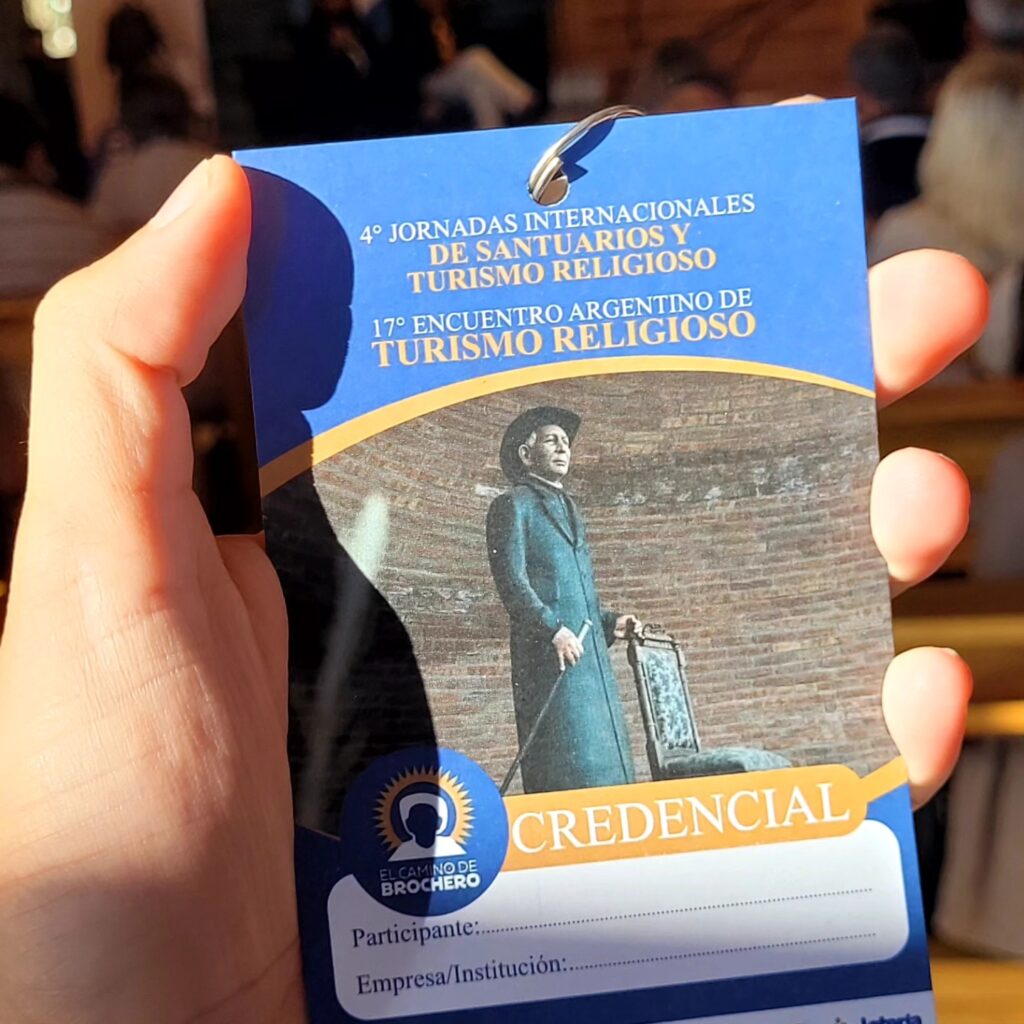 4° JORNADAS INTERNACIONALES
DE SANTUARIOS Y
TURISMO RELIGIOSO
17° ENCUENTRO ARGENTINO DE
TURISMO RELIGIOSO
CREDENCIAL
EL CAMINO DE
BROCHERO
Participante:
Empresa/Institución: